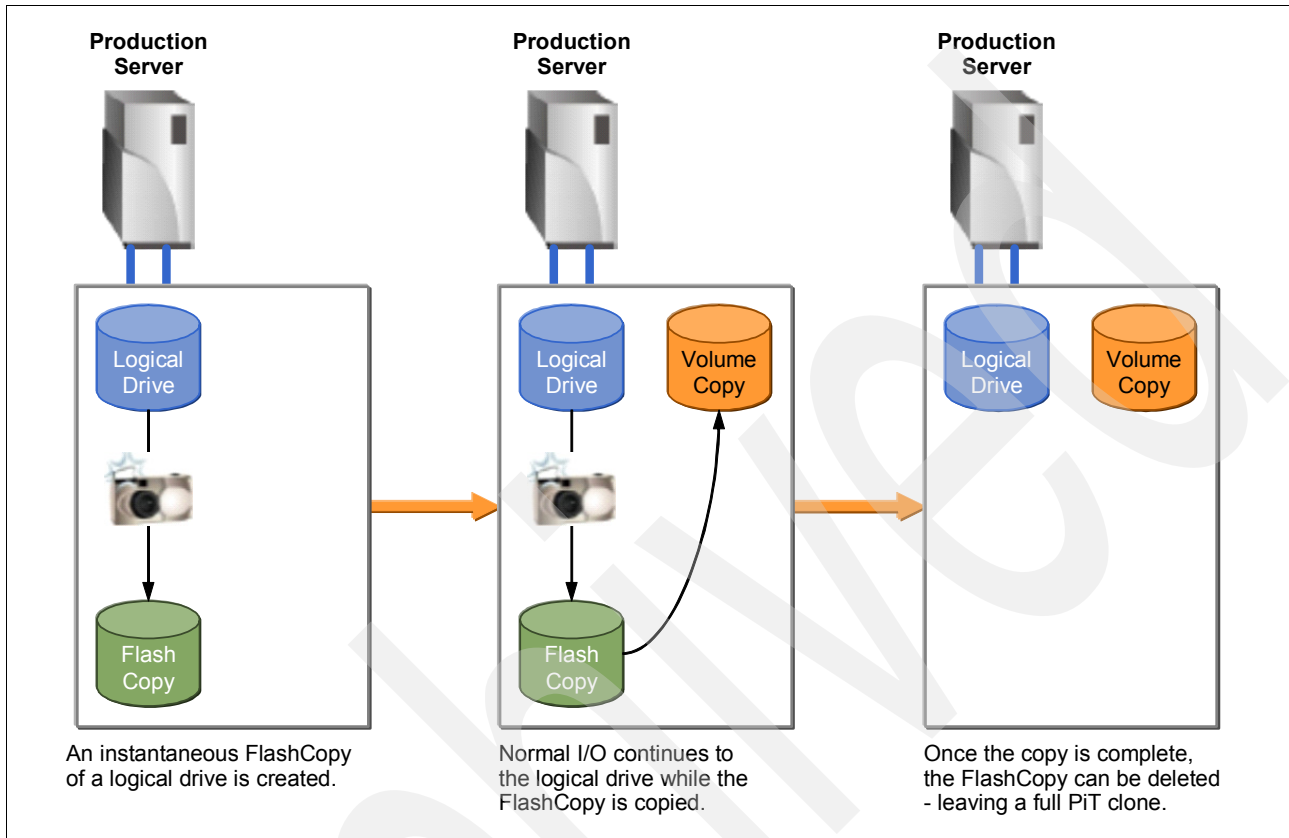 Production
Server
Production
Server
Production
Server
Logical
Drive
Flash
Copy
Logical
Drive
Volume
Copy
Flash
Copy
Logical
Drive
Volume
Copy
An instantaneous FlashCopy
of a logical drive is created.
Normal I/O continues to
the logical drive while the
FlashCopy is copied.
Once the copy is complete,
the FlashCopy can be deleted
- leaving a full PiT clone.
hived